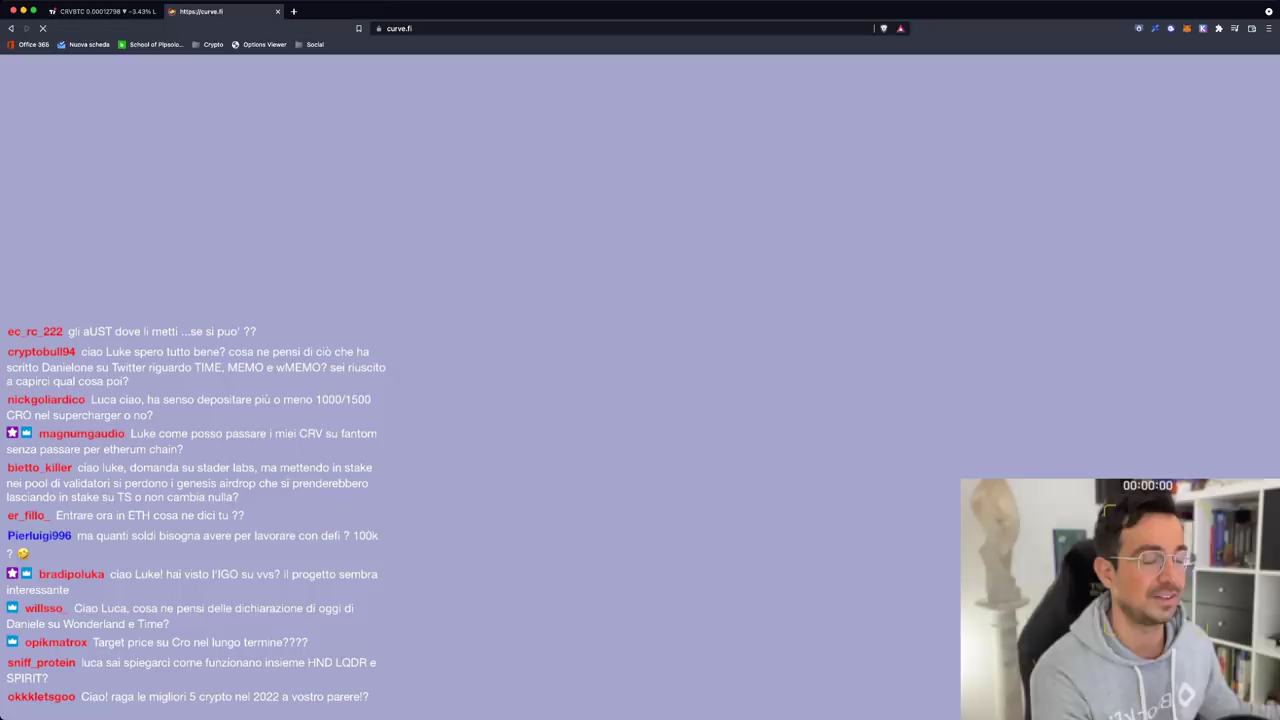 CRVBTC 0.00012798 ▼ −3.43% L
https://curve.fi
curve.fi
Office 365
Nuova scheda
School of Pipsolo...
Crypto
Options Viewer
Social
ec_rc_222 gli aUST dove li metti ...se si puo' ??
cryptobull94 ciao Luke spero tutto bene? cosa ne pensi di ciò che ha
scritto Danielone su Twitter riguardo TIME, MEMO e wMEMO? sei riuscito
a capirci qual cosa poi?
nickgoliardico Luca ciao, ha senso depositare più o meno 1000/1500
CRO nel supercharger o no?
magnumgaudio Luke come posso passare i miei CRV su fantom
senza passare per etherum chain?
bietto_killer ciao luke, domanda su stader labs, ma mettendo in stake
nei pool di validatori si perdono i genesis airdrop che si prenderebbero
lasciando in stake su TS o non cambia nulla?
er_fillo_ Entrare ora in ETH cosa ne dici tu ??
Pierluigi996 ma quanti soldi bisogna avere per lavorare con defi ? 100k
? 🤣
bradipoluka ciao Luke! hai visto l'IGO su vvs? il progetto sembra
interessante
willsso_ Ciao Luca, cosa ne pensi delle dichiarazione di oggi di
Daniele su Wonderland e Time?
opikmatrox Target price su Cro nel lungo termine????
sniff_protein luca sai spiegarci come funzionano insieme HND LQDR e
SPIRIT?
okkkletsgoo Ciao! raga le migliori 5 crypto nel 2022 a vostro parere!?
00:00:00